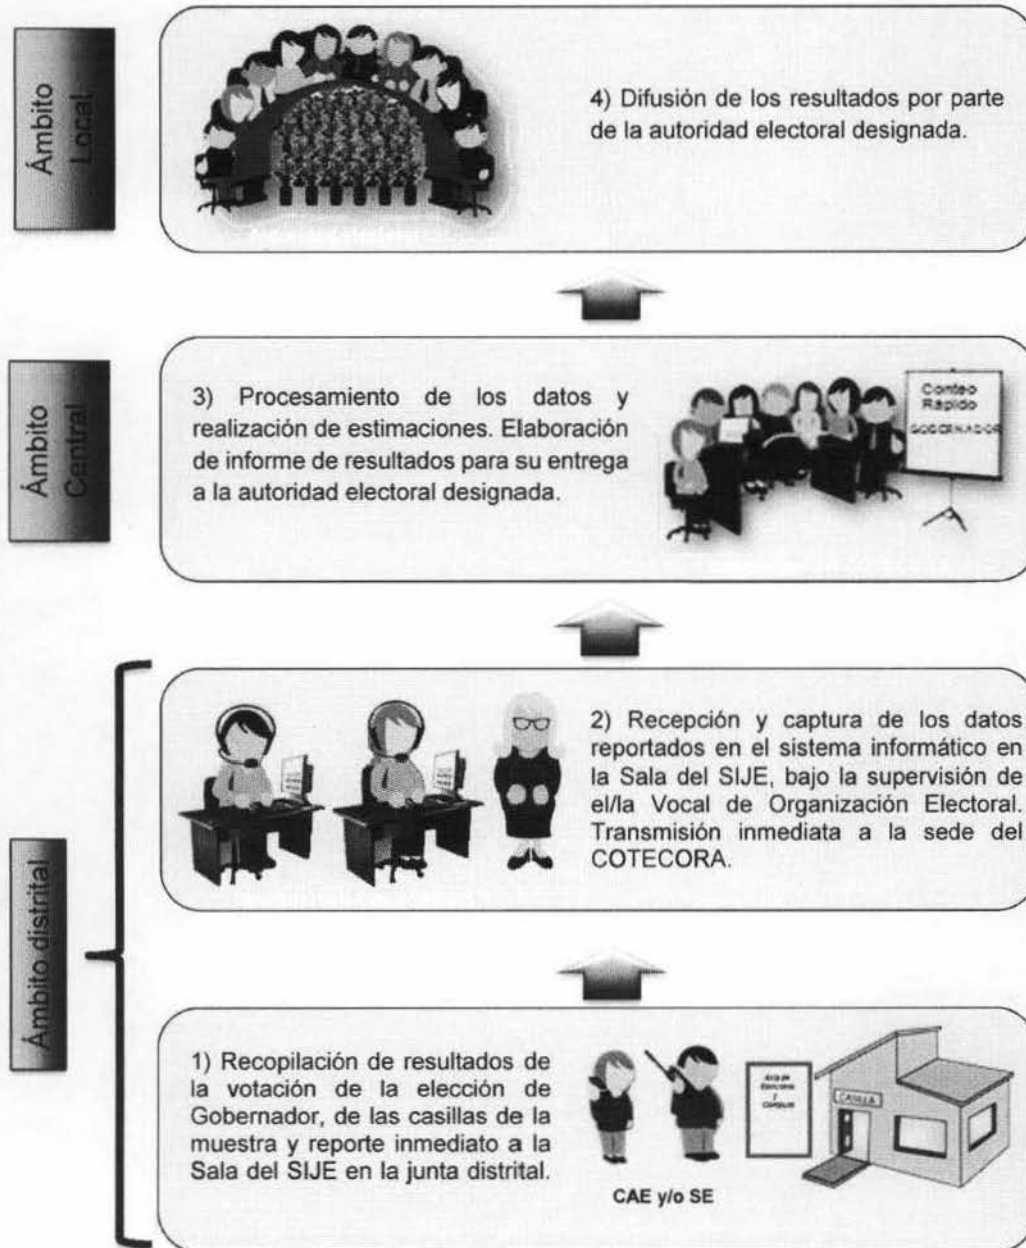 Ámbito
Local
4) Difusión de los resultados por parte
de la autoridad electoral designada.
Ámbito
Central
3) Procesamiento de los datos y
realización de estimaciones. Elaboración
de informe de resultados para su entrega
a la autoridad electoral designada.
Conteo
Rápido
GOBERNADOR
Ámbito distrital
2) Recepción y captura de los datos
reportados en el sistema informático en
la Sala del SIJE, bajo la supervisión de
el/la Vocal de Organización Electoral.
Transmisión inmediata a la sede del
COTECORA.
1) Recopilación de resultados de
la votación de la elección de
Gobernador, de las casillas de la
muestra y reporte inmediato a la
Sala del SIJE en la junta distrital.
CAE y/o SE
Acta de
Escrutinio
y
Cómputo
CASILLA